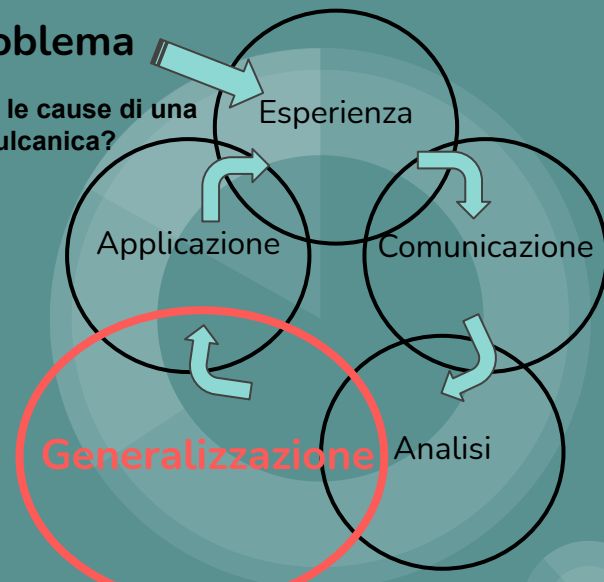 oblema
le cause di una
ulcanica?
Esperienza
Applicazione
Comunicazione
Generalizzazione
Analisi